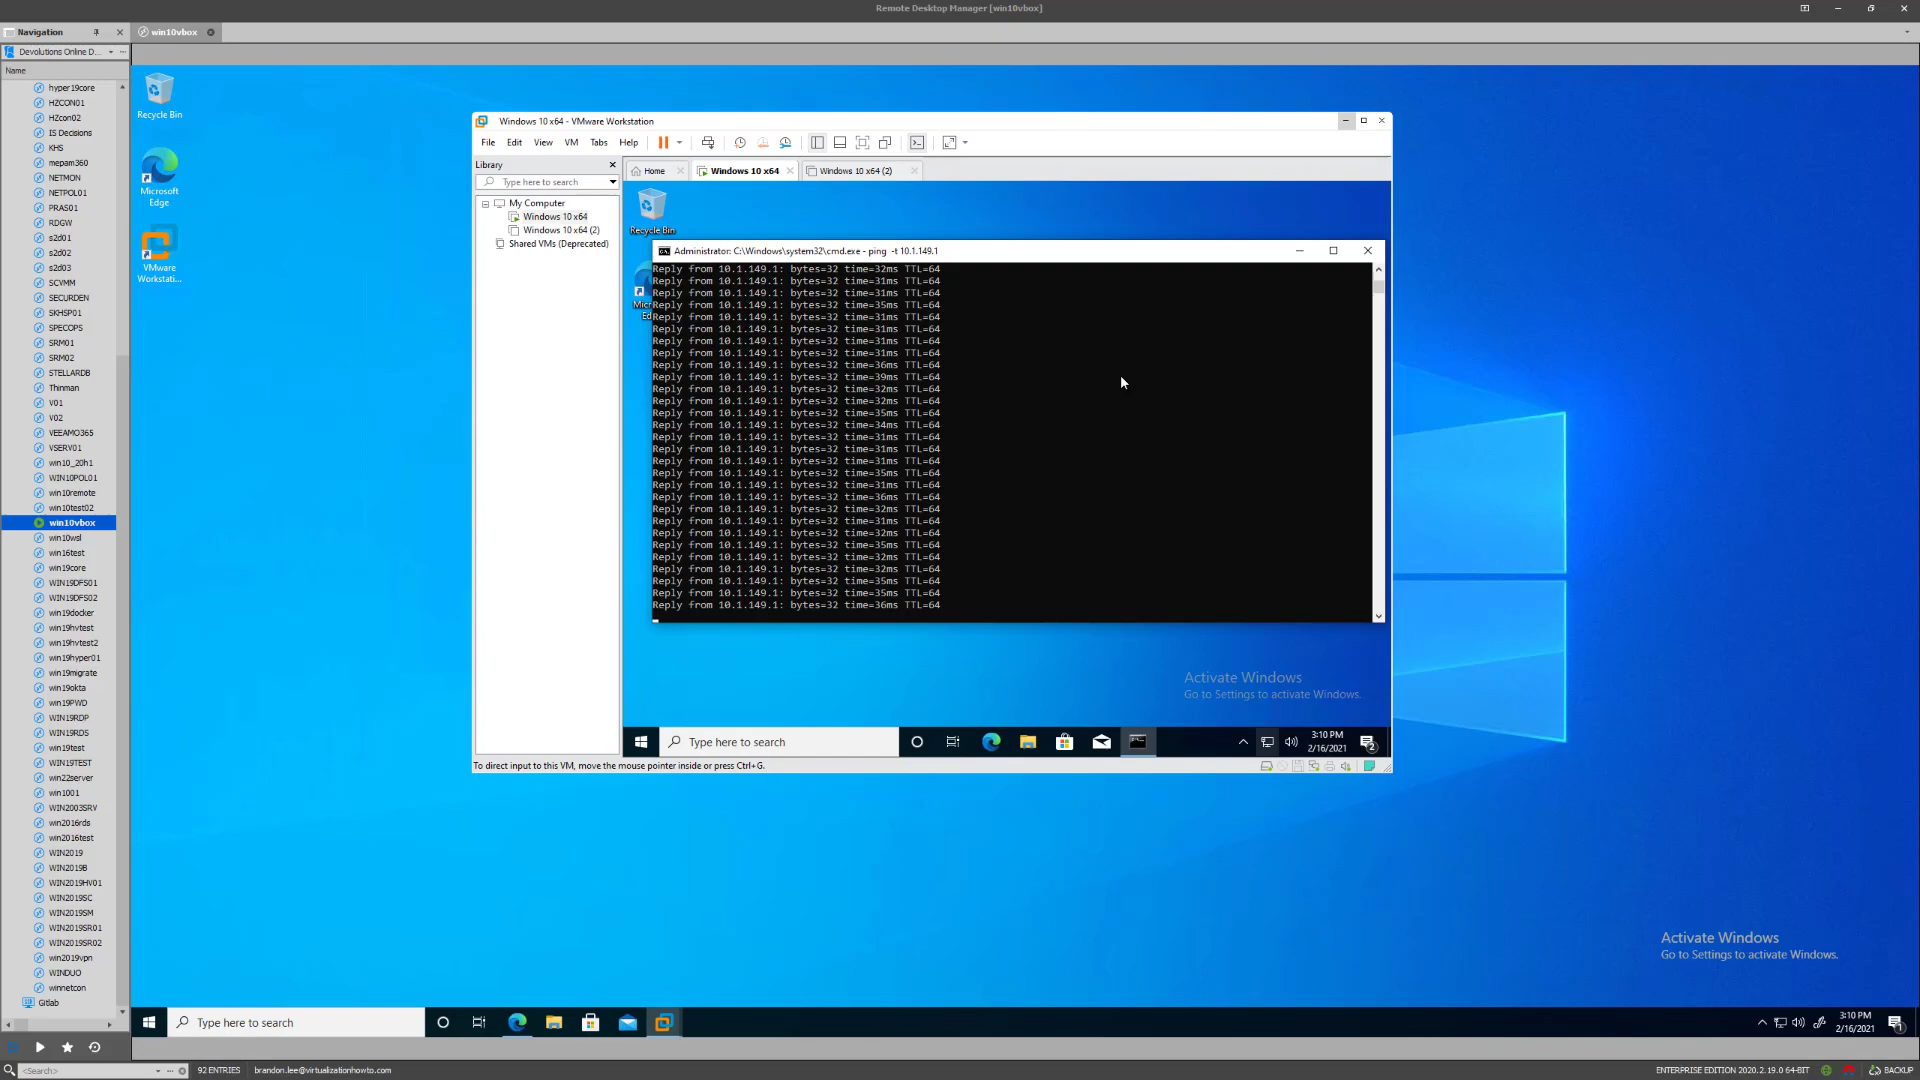 Remote Desktop Manager [win10vbox]
Navigation
win10vbox
Devolutions Online D...
Name
hyper19core
HZCON01
HZcon02
IS Decisions
KHS
mepam360
NETMON
NETPOL01
PRAS01
RDGW
s2d01
s2d02
s2d03
SCVMM
SECURDEN
SKHSP01
SPECOPS
SRM01
SRM02
STELLARDB
Thinman
V01
V02
VEEAMO365
VSERV01
win10_20h1
WIN10POL01
win10remote
win10test02
win10vbox
win10wsl
win16test
win19core
WIN19DFS01
WIN19DFS02
win19docker
win19hvtest
win19hvtest2
win19hyper01
win19migrate
win19okta
win19PWD
WIN19RDP
WIN19RDS
win19test
WIN19TEST
win22server
win1001
WIN2003SRV
win2016rds
win2016test
WIN2019
WIN2019B
WIN2019HV01
WIN2019SC
WIN2019SM
WIN2019SR01
WIN2019SR02
win2019vpn
WINDUO
winnetcon
Gitlab
<Search>
92 ENTRIES
brandon.lee@virtualizationhowto.com
ENTERPRISE EDITION 2020.2.19.0 64-BIT
BACKUP
Recycle Bin
Microsoft
Edge
VMware
Workstati...
Windows 10 x64 - VMware Workstation
File Edit View VM Tabs Help
Library
Type here to search
My Computer
Windows 10 x64
Windows 10 x64 (2)
Shared VMs (Deprecated)
Home
Windows 10 x64
Windows 10 x64 (2)
Recycle Bin
Administrator: C:\Windows\system32\cmd.exe - ping -t 10.1.149.1
Reply from 10.1.149.1: bytes=32 time=32ms TTL=64
Reply from 10.1.149.1: bytes=32 time=31ms TTL=64
Reply from 10.1.149.1: bytes=32 time=31ms TTL=64
Reply from 10.1.149.1: bytes=32 time=35ms TTL=64
Reply from 10.1.149.1: bytes=32 time=31ms TTL=64
Reply from 10.1.149.1: bytes=32 time=31ms TTL=64
Reply from 10.1.149.1: bytes=32 time=31ms TTL=64
Reply from 10.1.149.1: bytes=32 time=31ms TTL=64
Reply from 10.1.149.1: bytes=32 time=36ms TTL=64
Reply from 10.1.149.1: bytes=32 time=39ms TTL=64
Reply from 10.1.149.1: bytes=32 time=32ms TTL=64
Reply from 10.1.149.1: bytes=32 time=32ms TTL=64
Reply from 10.1.149.1: bytes=32 time=35ms TTL=64
Reply from 10.1.149.1: bytes=32 time=34ms TTL=64
Reply from 10.1.149.1: bytes=32 time=31ms TTL=64
Reply from 10.1.149.1: bytes=32 time=31ms TTL=64
Reply from 10.1.149.1: bytes=32 time=31ms TTL=64
Reply from 10.1.149.1: bytes=32 time=35ms TTL=64
Reply from 10.1.149.1: bytes=32 time=31ms TTL=64
Reply from 10.1.149.1: bytes=32 time=36ms TTL=64
Reply from 10.1.149.1: bytes=32 time=32ms TTL=64
Reply from 10.1.149.1: bytes=32 time=31ms TTL=64
Reply from 10.1.149.1: bytes=32 time=32ms TTL=64
Reply from 10.1.149.1: bytes=32 time=35ms TTL=64
Reply from 10.1.149.1: bytes=32 time=32ms TTL=64
Reply from 10.1.149.1: bytes=32 time=32ms TTL=64
Reply from 10.1.149.1: bytes=32 time=35ms TTL=64
Reply from 10.1.149.1: bytes=32 time=35ms TTL=64
Reply from 10.1.149.1: bytes=32 time=36ms TTL=64
Activate Windows
Go to Settings to activate Windows.
Type here to search
3:10 PM
2/16/2021
2
To direct input to this VM, move the mouse pointer inside or press Ctrl+G.
Activate Windows
Go to Settings to activate Windows.
Type here to search
3:10 PM
2/16/2021
1